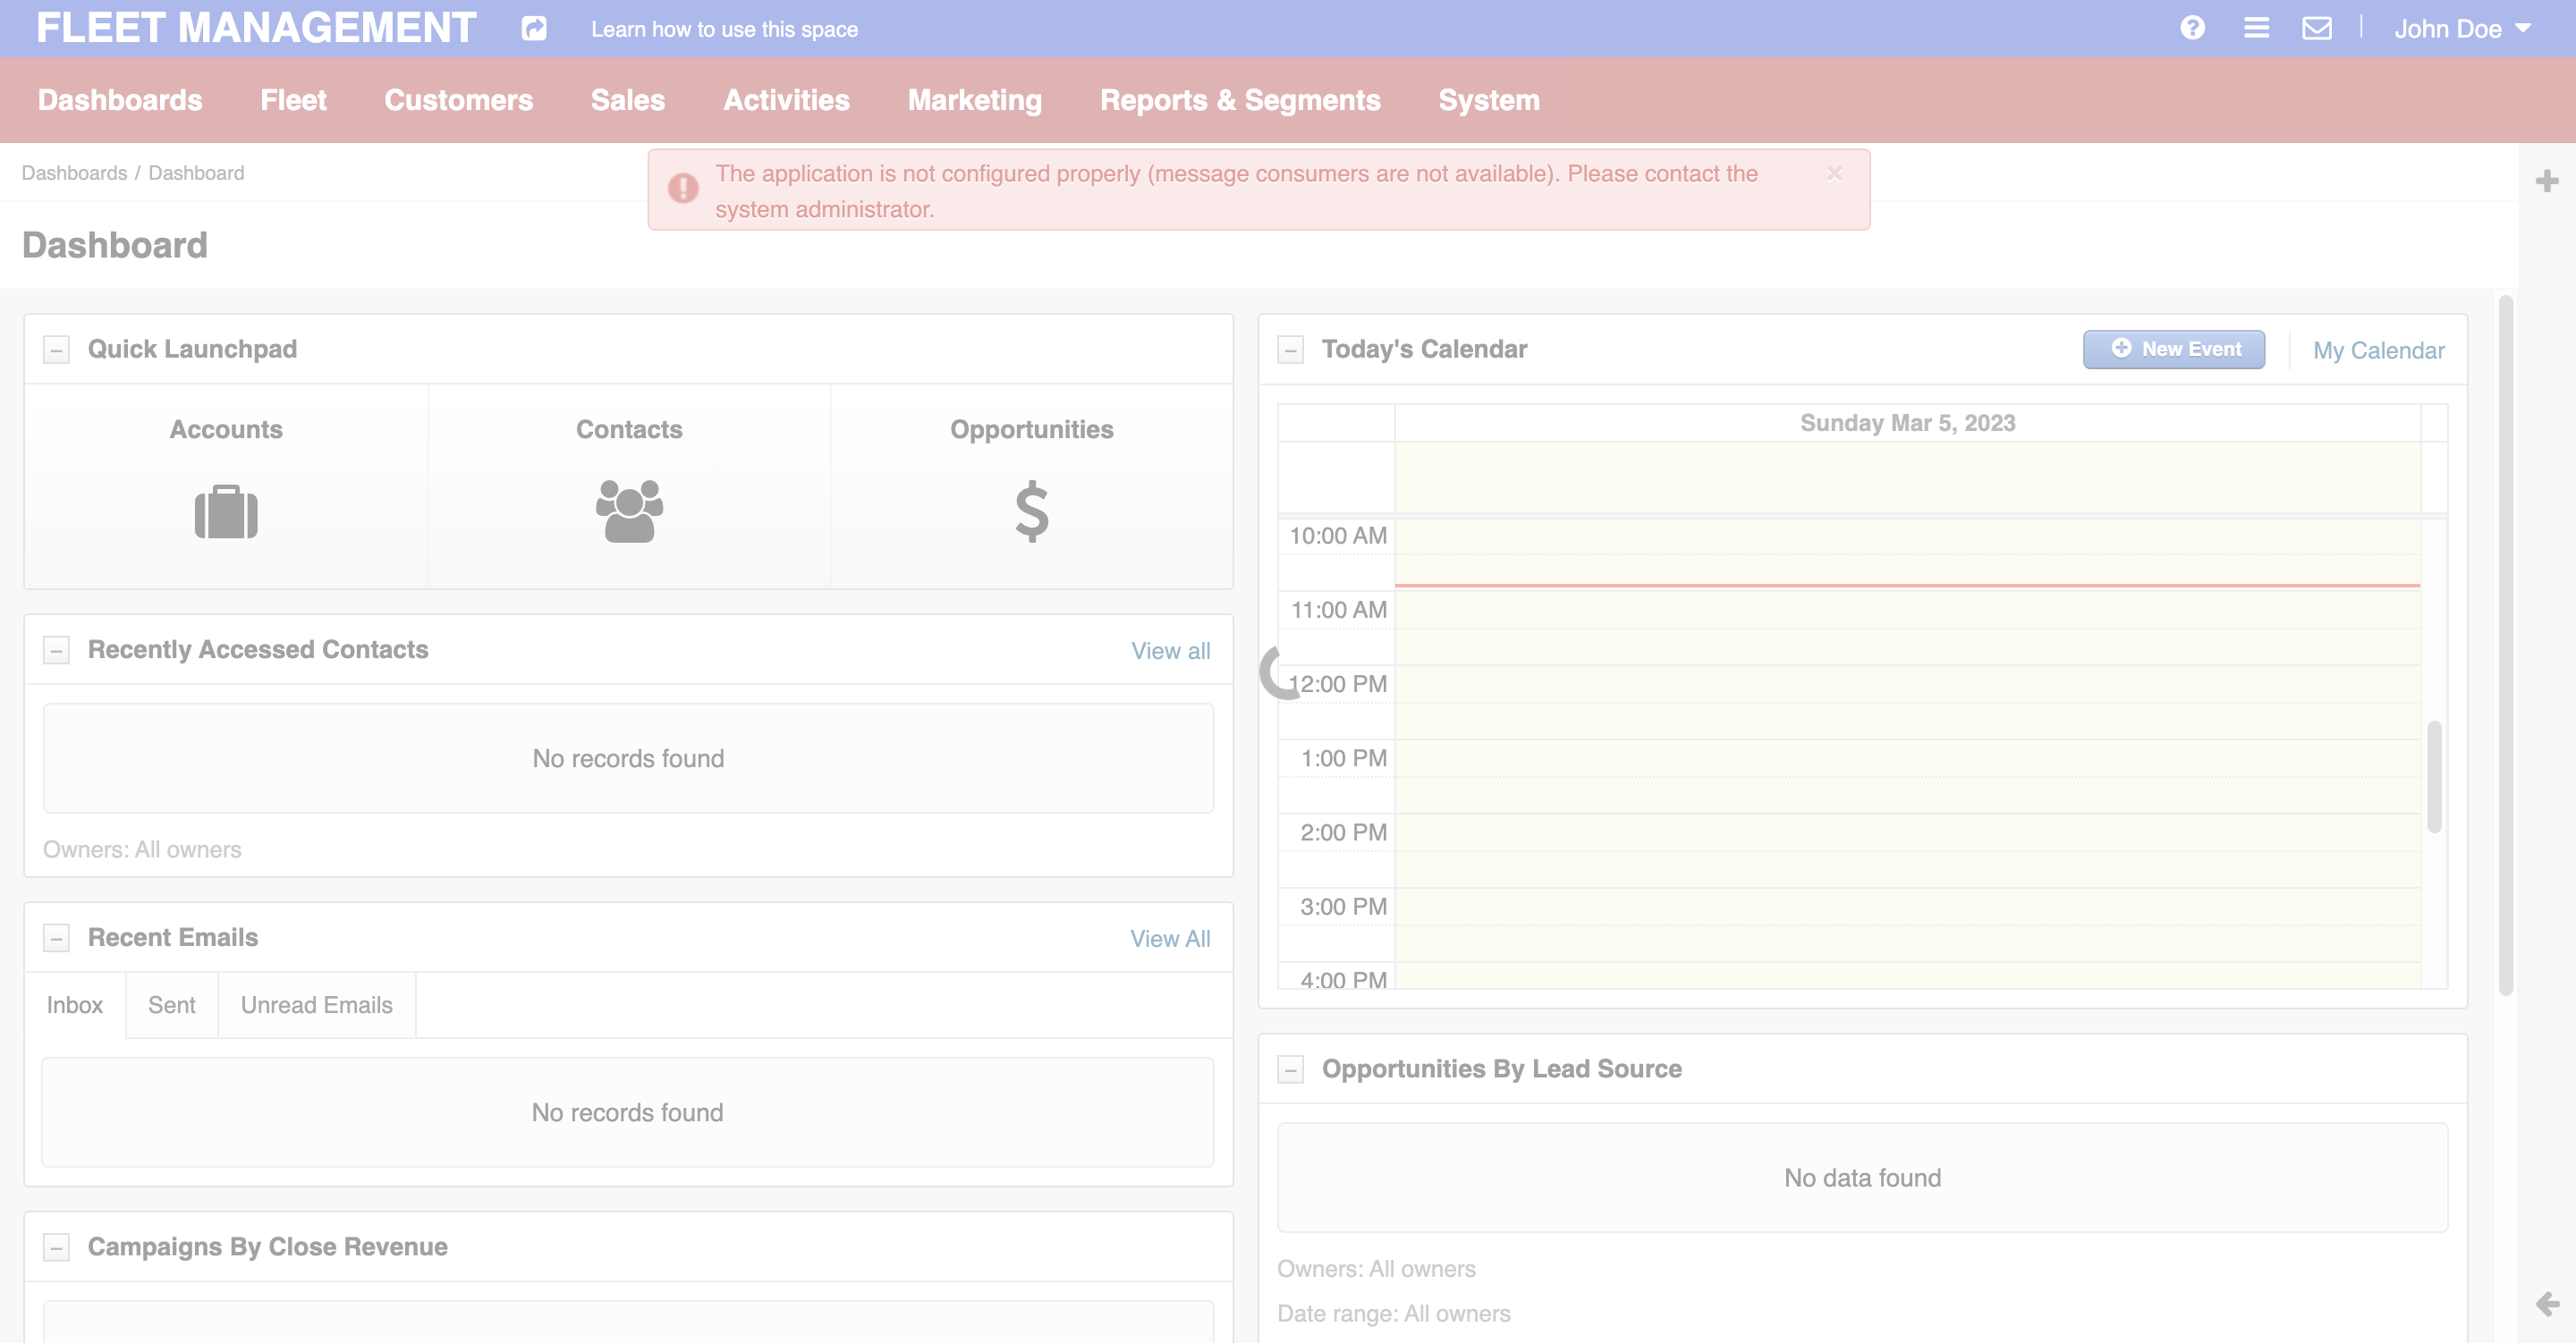 FLEET MANAGEMENT
Learn how to use this space
John Doe
Dashboards Fleet Customers Sales Activities Marketing Reports & Segments System
Dashboards / Dashboard
The application is not configured properly (message consumers are not available). Please contact the
system administrator.
Dashboard
Quick Launchpad
Accounts Contacts Opportunities
Recently Accessed Contacts View all
No records found
Owners: All owners
Recent Emails View All
Inbox Sent Unread Emails
No records found
Campaigns By Close Revenue
Today's Calendar New Event My Calendar
Sunday Mar 5, 2023
10:00 AM
11:00 AM
12:00 PM
1:00 PM
2:00 PM
3:00 PM
4:00 PM
Opportunities By Lead Source
No data found
Owners: All owners
Date range: All owners